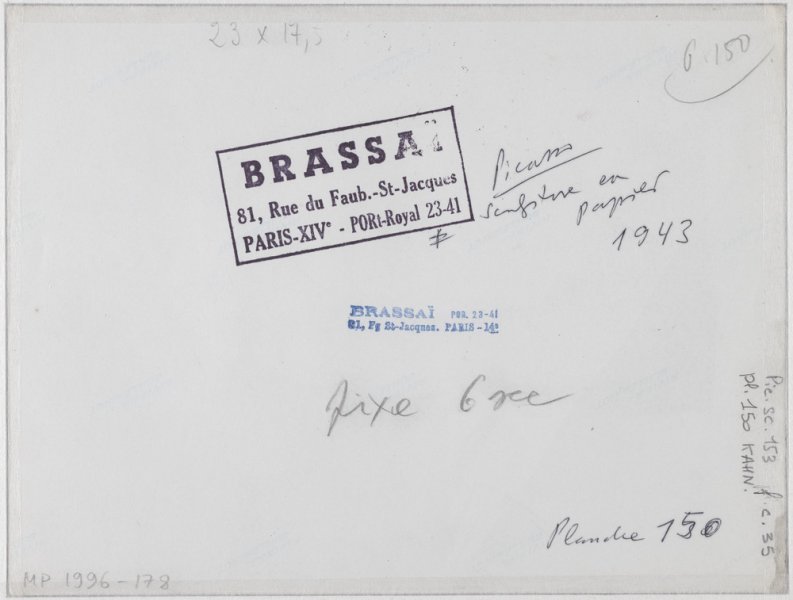 23 x 17,5
G.150
BRASSAÏ
81, Rue du Faub.-St-Jacques
PARIS-XIVe - PORt-Royal 23-41
Picasso
sculpture en
papier
1943
BRASSAÏ POR. 23-41
81, Fg St-Jacques. PARIS - 14e
fixe 6 sec
Pic. sc. 153 c. 35
pl. 150 KAHN.
Planche 150
MP 1996-178